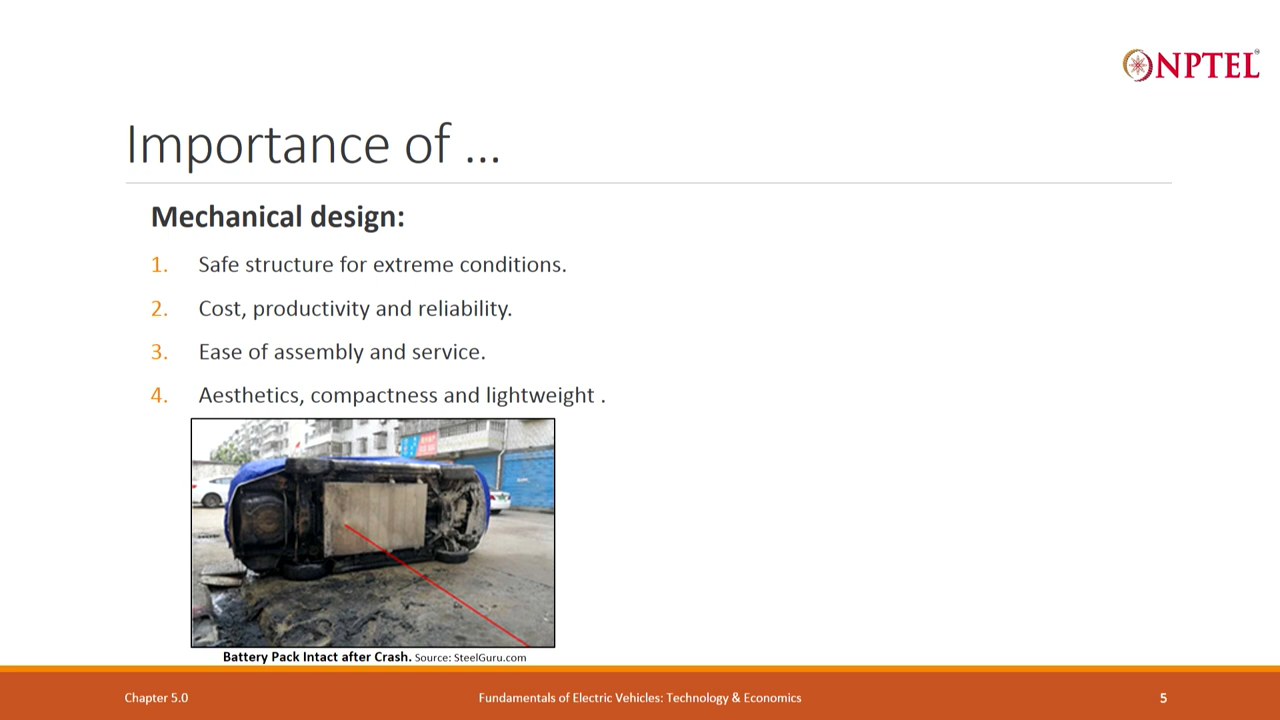 NPTEL
Importance of ...
Mechanical design:
1. Safe structure for extreme conditions.
2. Cost, productivity and reliability.
3. Ease of assembly and service.
4. Aesthetics, compactness and lightweight .
Battery Pack Intact after Crash. Source: SteelGuru.com
Chapter 5.0
Fundamentals of Electric Vehicles: Technology & Economics
5